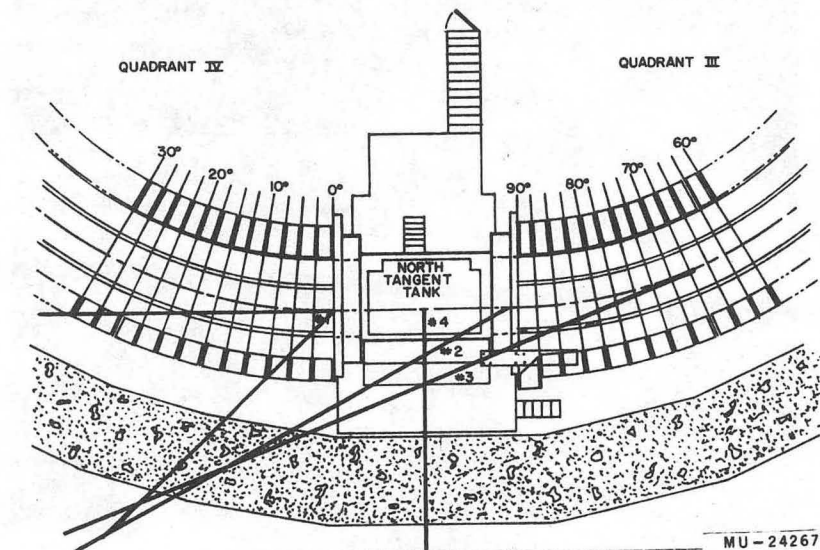 QUADRANT IV
QUADRANT III
30°
20°
10°
0°
90°
80°
70°
60°
NORTH
TANGENT
TANK
#1
#4
#2
#3
MU-24267